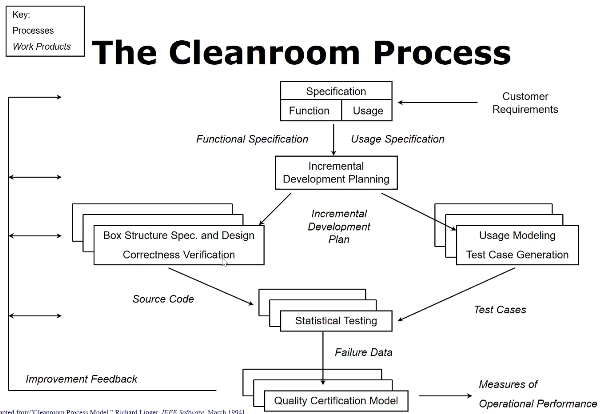 Key:
Processes
Work Products
The Cleanroom Process
Specification
Function
Usage
Customer
Requirements
Functional Specification
Usage Specification
Incremental
Development Planning
Incremental
Development
Plan
Box Structure Spec. and Design
Correctness Verification
Usage Modeling
Test Case Generation
Source Code
Test Cases
Statistical Testing
Failure Data
Improvement Feedback
Quality Certification Model
Measures of
Operational Performance
from "Cleanroom Process Model," Richard Linger, IEEE Software, March 1994]